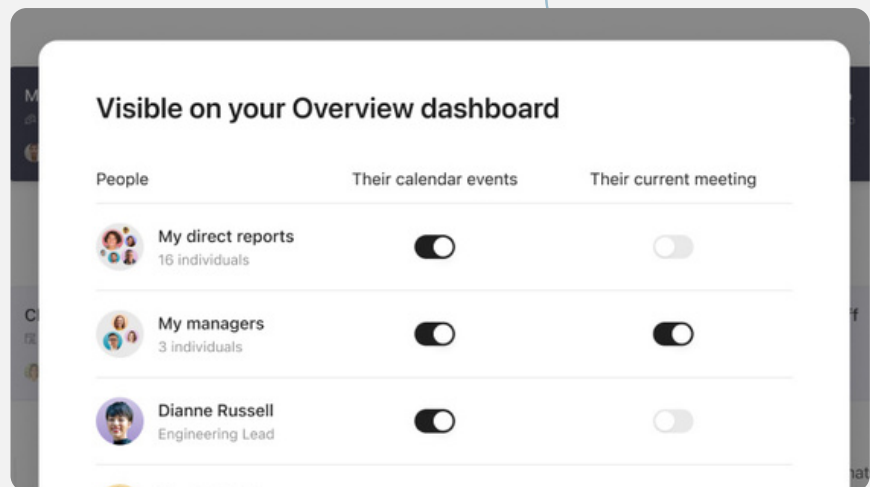 Visible on your Overview dashboard
People Their calendar events Their current meeting
My direct reports
16 individuals
My managers
3 individuals
Dianne Russell
Engineering Lead